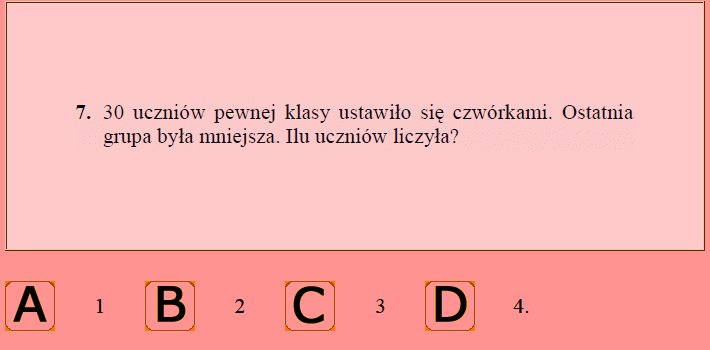 7. 30 uczniów pewnej klasy ustawiło się czwórkami. Ostatnia
grupa była mniejsza. Ilu uczniów liczyła?
A 1 B 2 C 3 D 4.